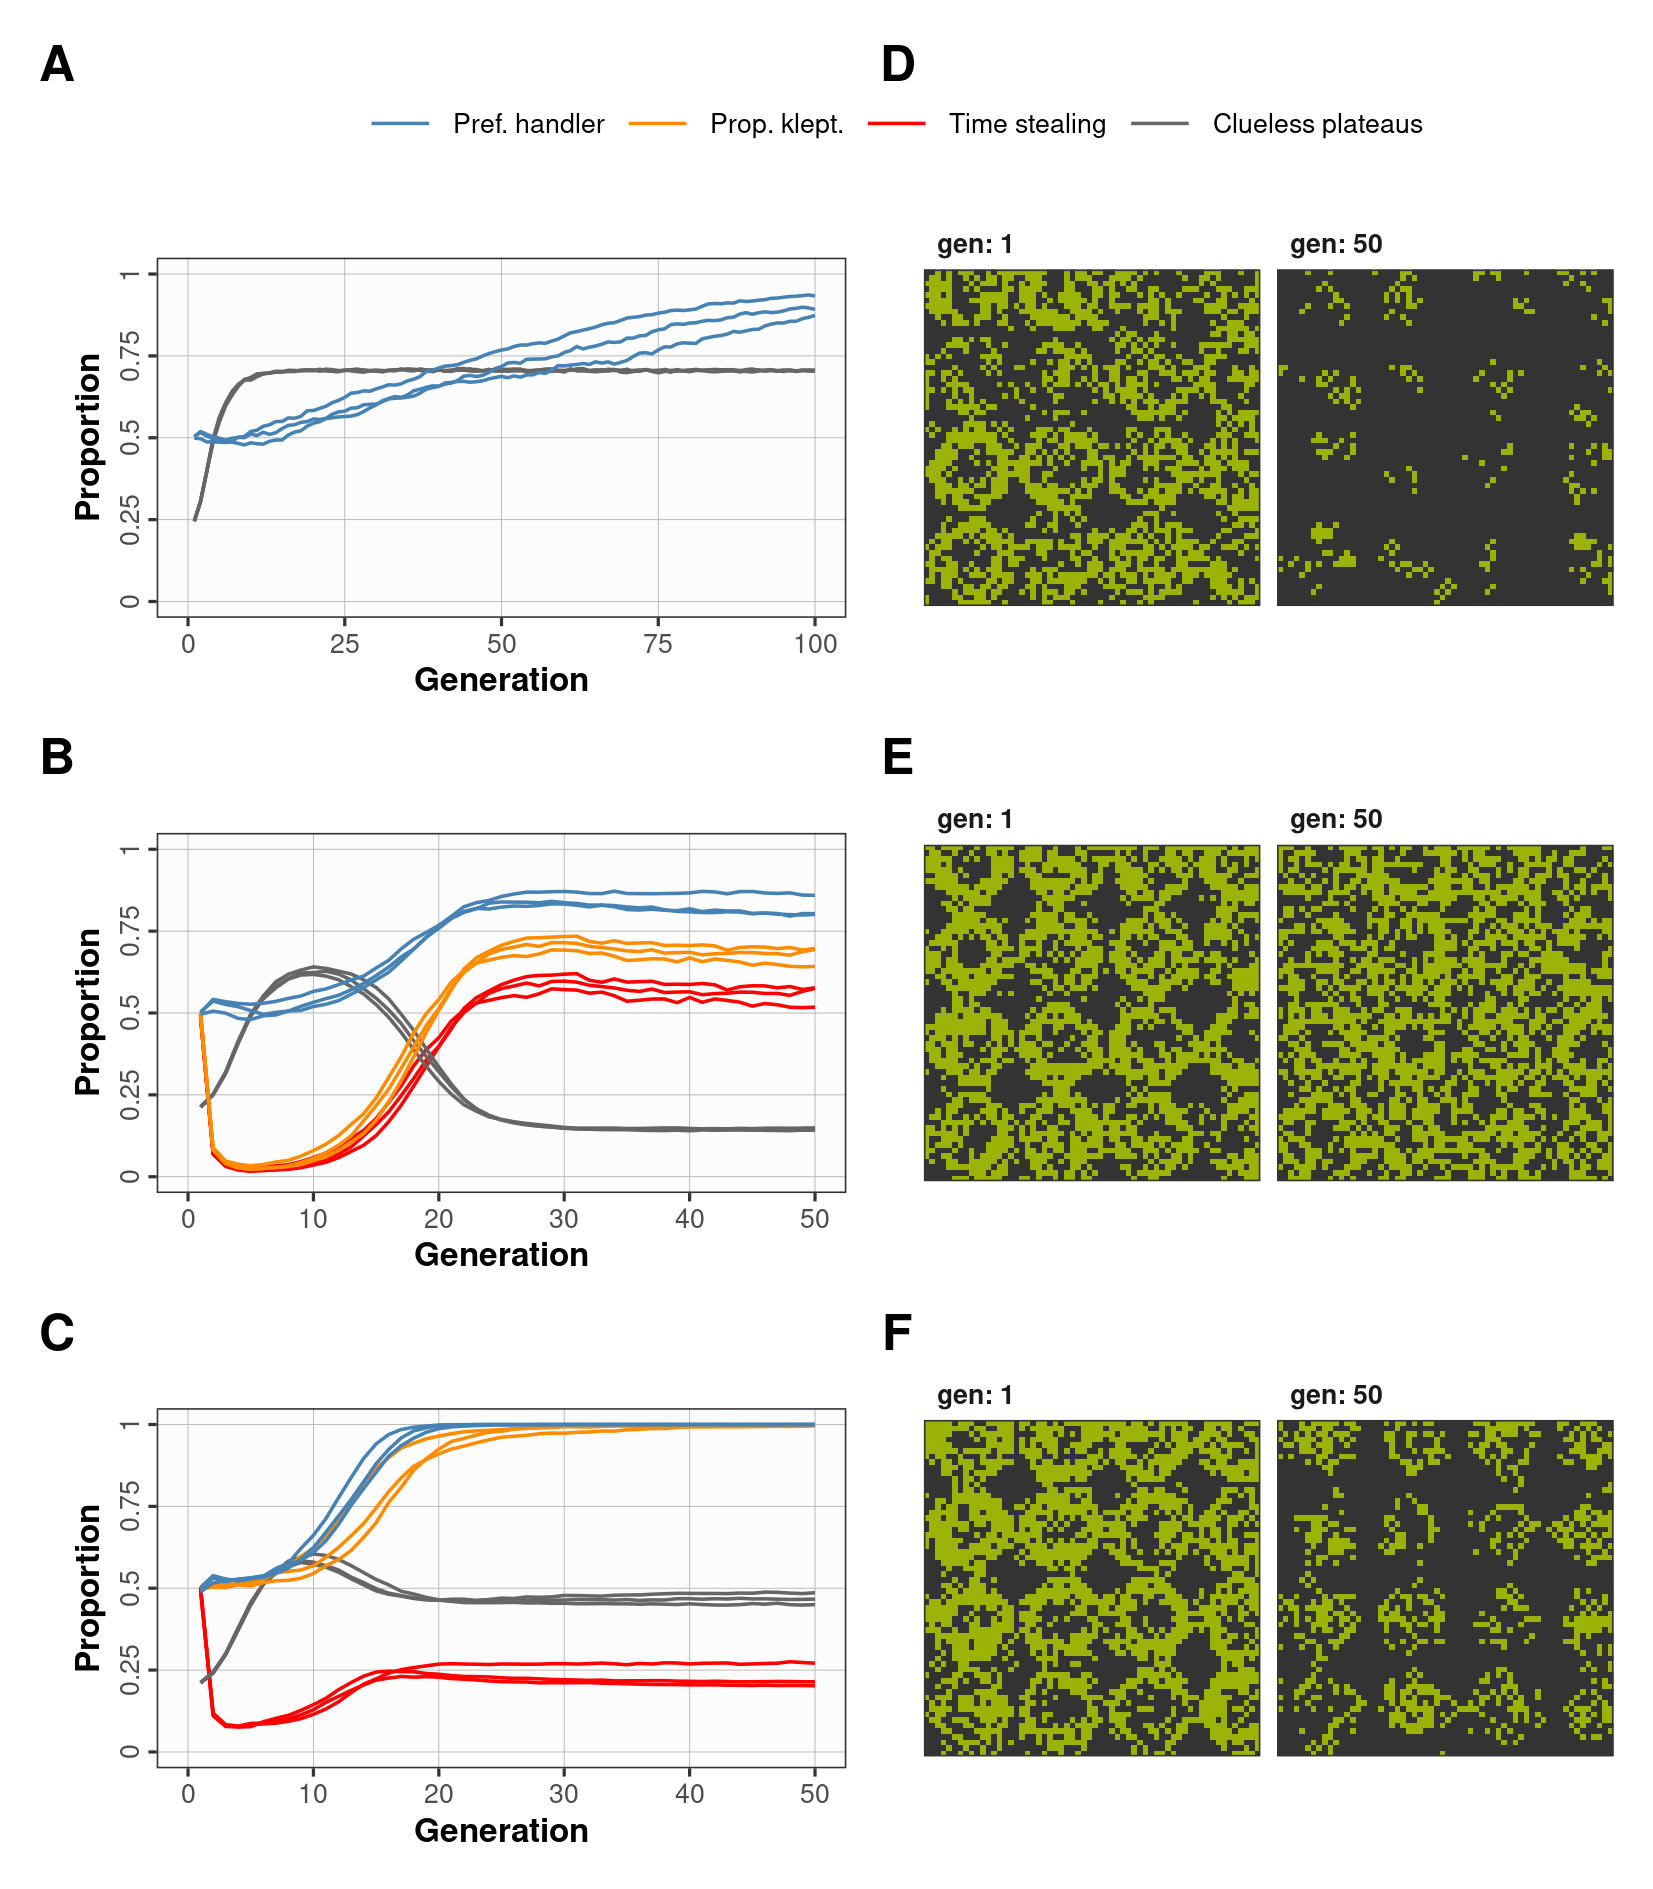 A
D
Pref. handler Prop. klept. Time stealing Clueless plateaus
gen: 1 gen: 50
Proportion
1
0.75
0.5
0.25
0
0 25 50 75 100
Generation
B
E
gen: 1 gen: 50
Proportion
1
0.75
0.5
0.25
0
0 10 20 30 40 50
Generation
C
F
gen: 1 gen: 50
Proportion
1
0.75
0.5
0.25
0
0 10 20 30 40 50
Generation